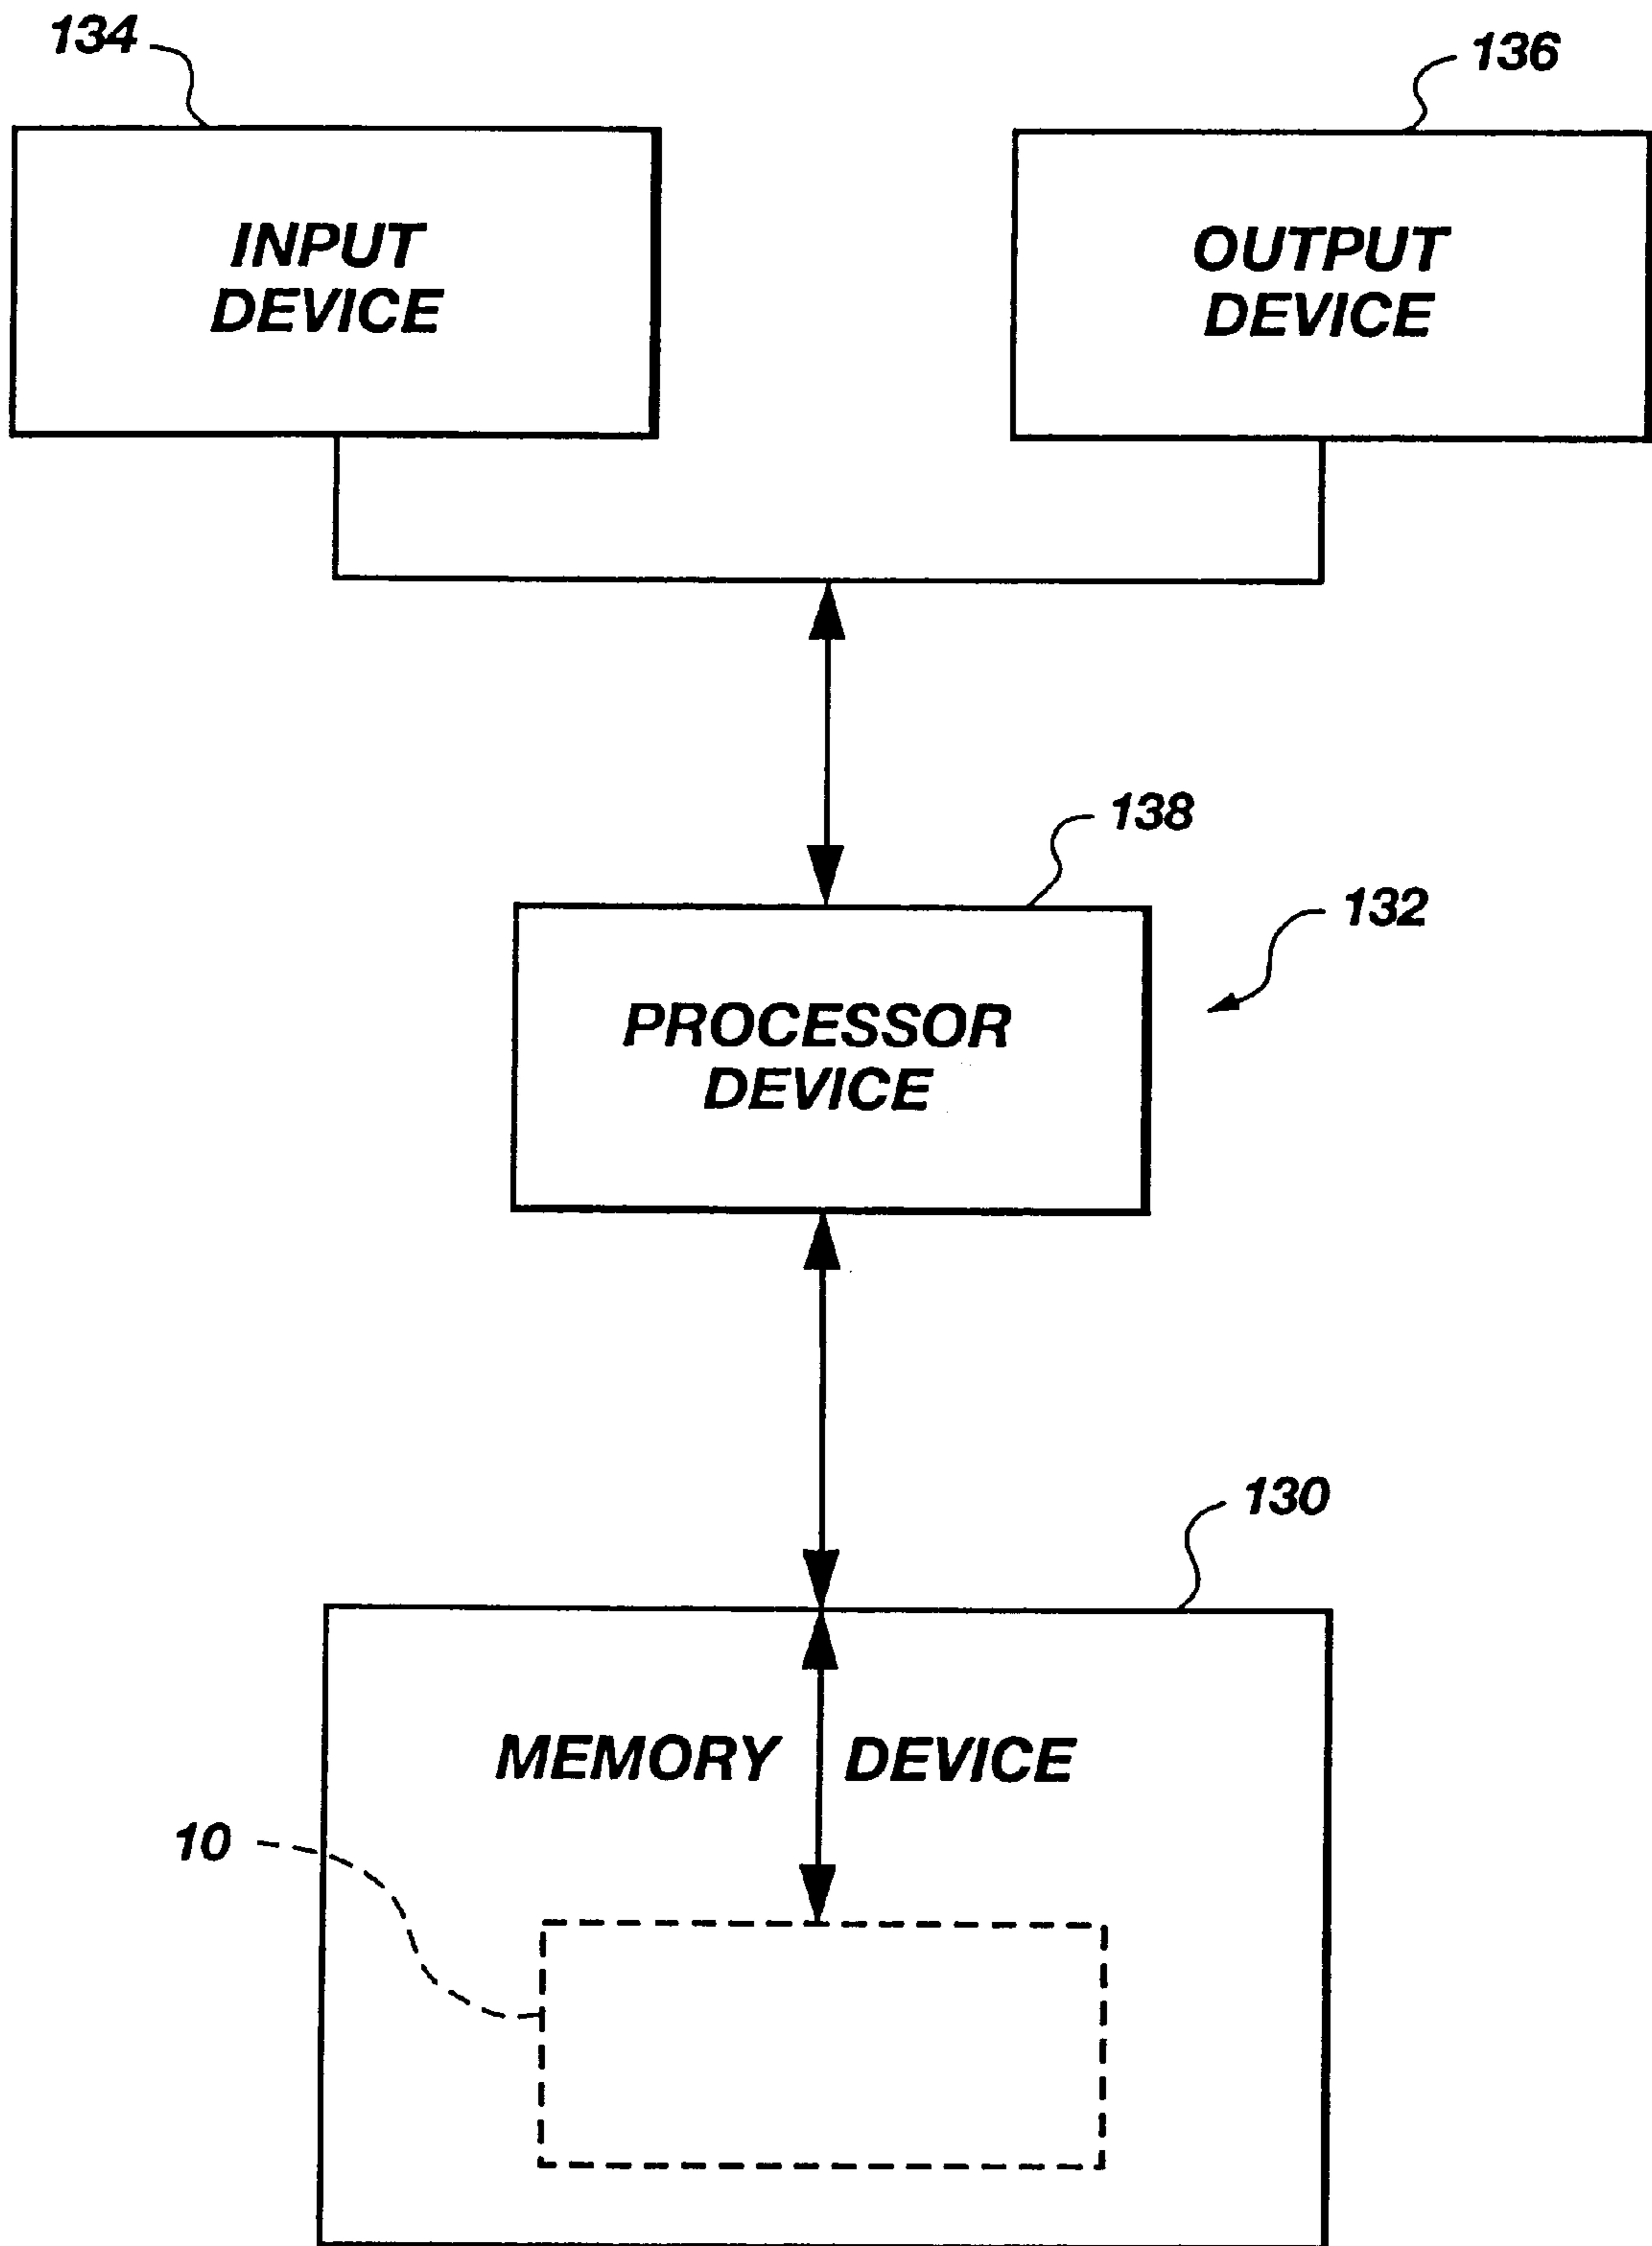 134
136
INPUT
DEVICE
OUTPUT
DEVICE
138
132
PROCESSOR
DEVICE
130
MEMORY DEVICE
10